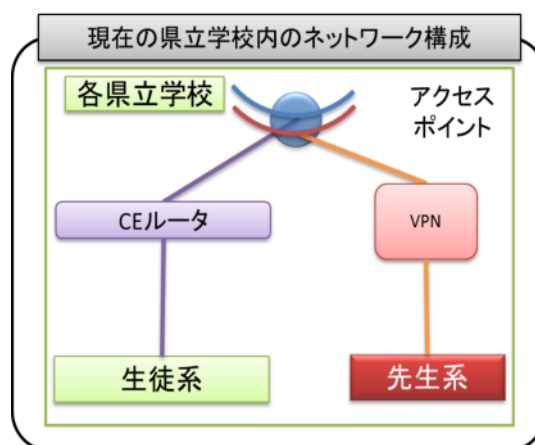 現在の県立学校内のネットワーク構成
各県立学校
アクセス
ポイント
CEルータ
VPN
生徒系
先生系